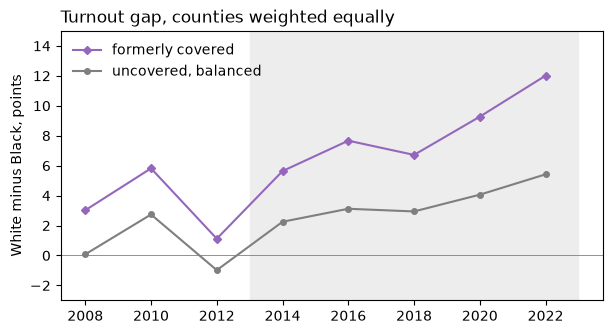 Turnout gap, counties weighted equally
White minus Black, points
14
12
10
8
6
4
2
0
−2
formerly covered
uncovered, balanced
2008 2010 2012 2014 2016 2018 2020 2022